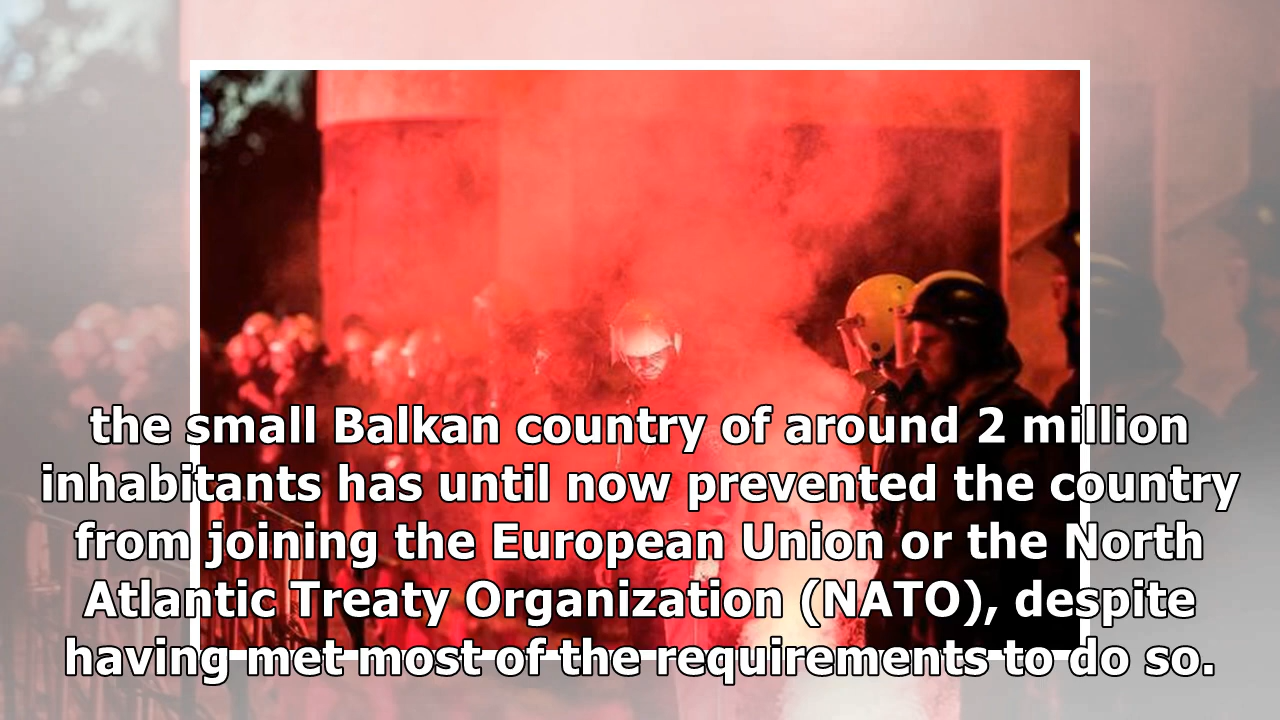 the small Balkan country of around 2 million
inhabitants has until now prevented the country
from joining the European Union or the North
Atlantic Treaty Organization (NATO), despite
having met most of the requirements to do so.